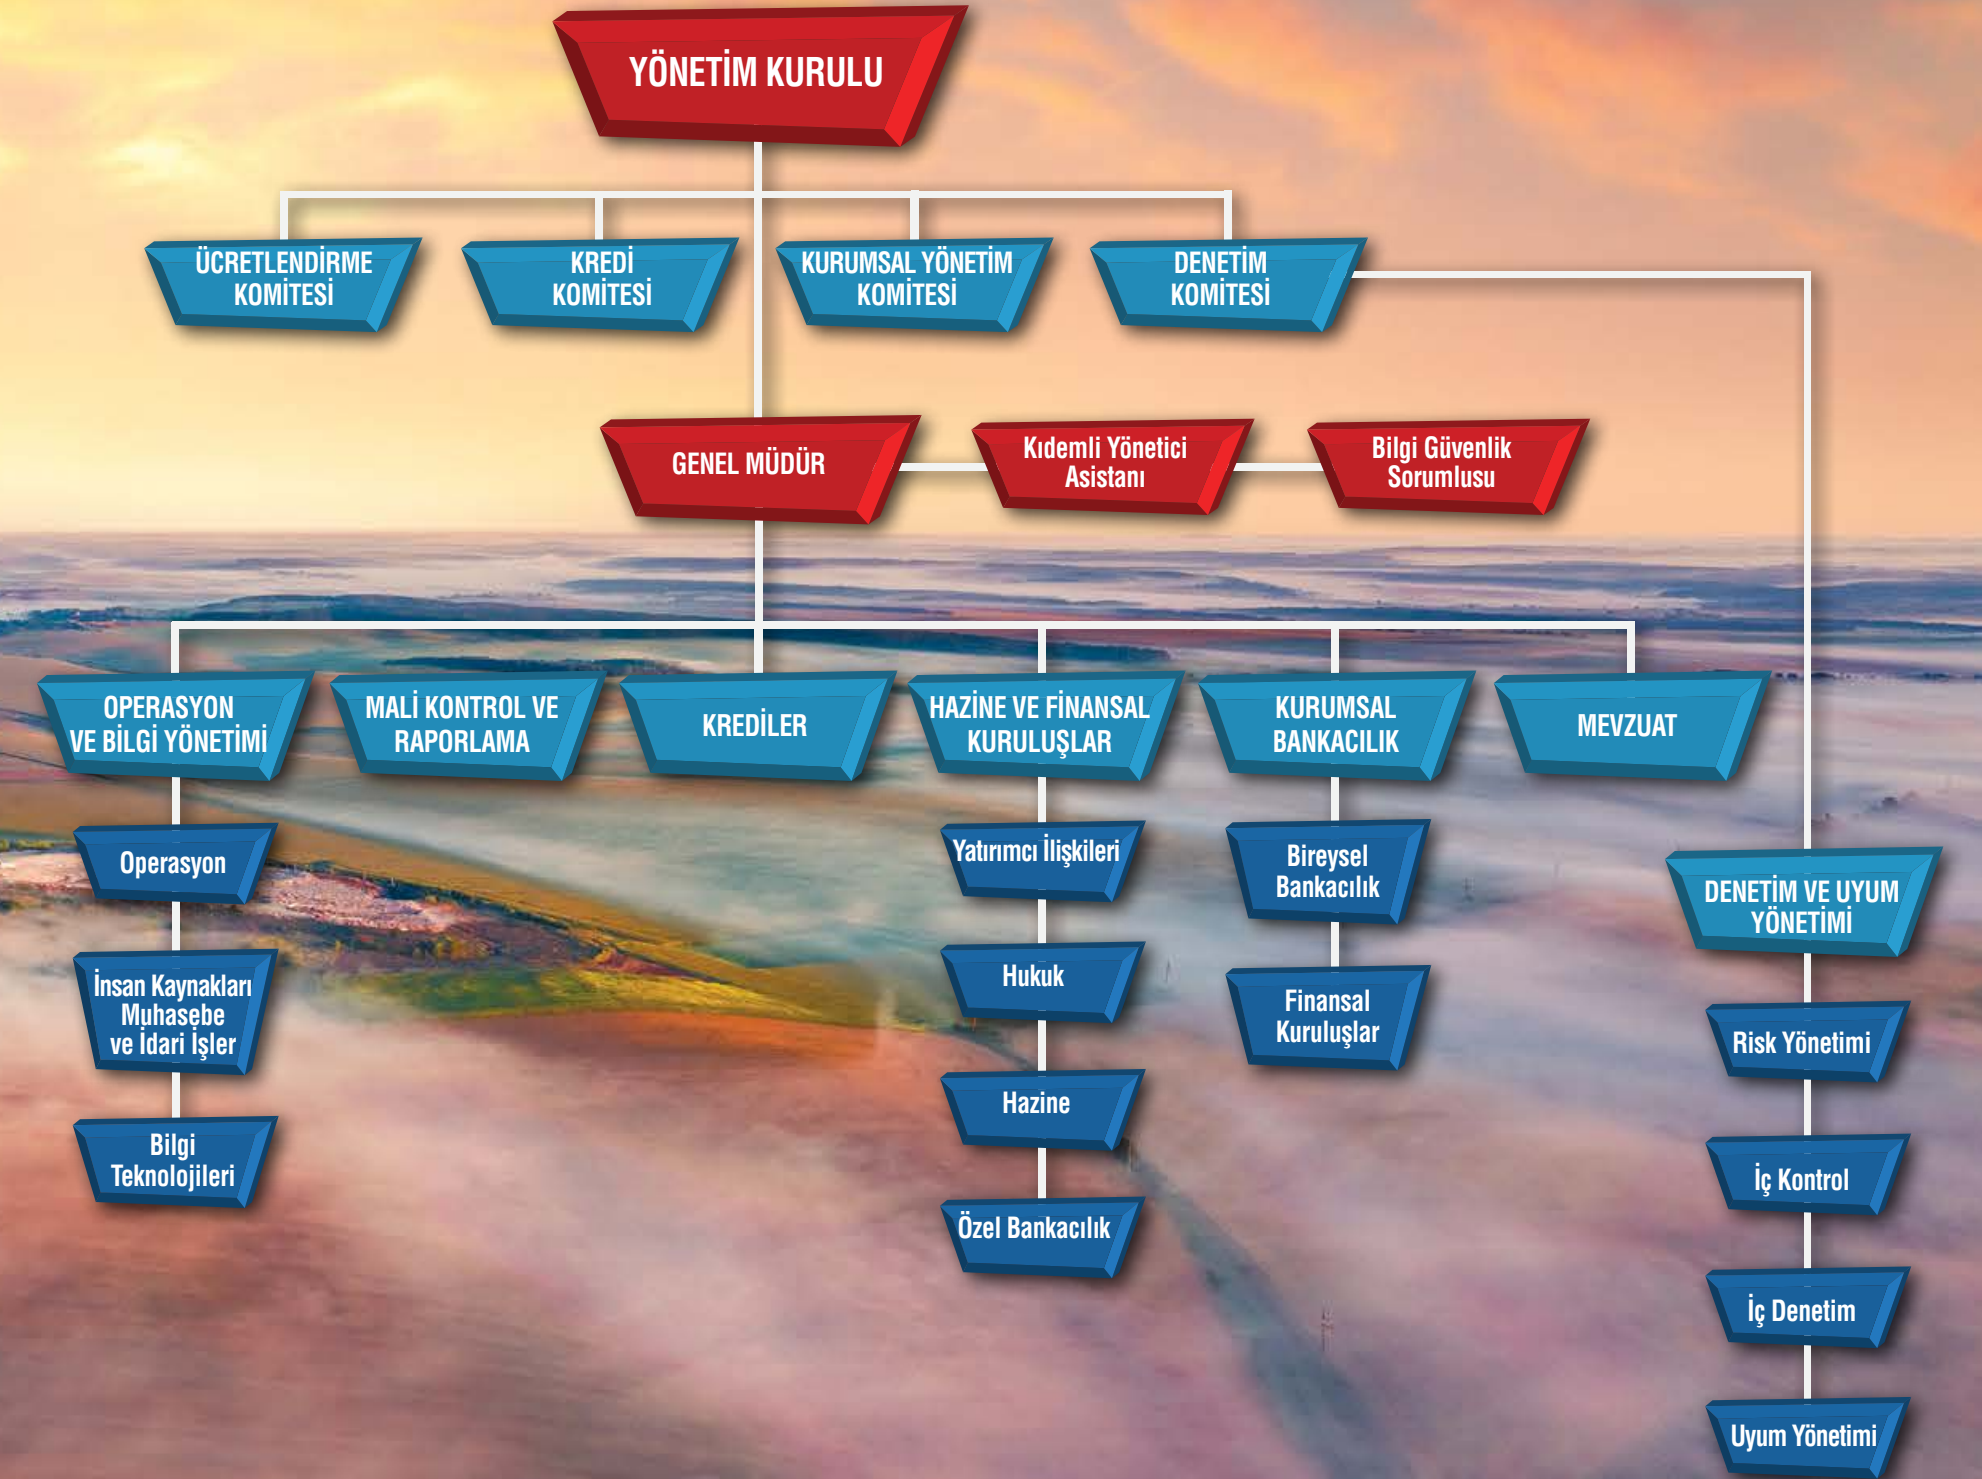 YÖNETİM KURULU
ÜCRETLENDİRME
KOMİTESİ
KREDİ
KOMİTESİ
KURUMSAL YÖNETİM
KOMİTESİ
DENETİM
KOMİTESİ
GENEL MÜDÜR
Kıdemli Yönetici
Asistanı
Bilgi Güvenlik
Sorumlusu
OPERASYON
VE BİLGİ YÖNETİMİ
MALİ KONTROL VE
RAPORLAMA
KREDİLER
HAZİNE VE FİNANSAL
KURULUŞLAR
KURUMSAL
BANKACILIK
MEVZUAT
Operasyon
İnsan Kaynakları
Muhasebe
ve İdari İşler
Bilgi
Teknolojileri
Yatırımcı İlişkileri
Hukuk
Hazine
Özel Bankacılık
Bireysel
Bankacılık
Finansal
Kuruluşlar
DENETİM VE UYUM
YÖNETİMİ
Risk Yönetimi
İç Kontrol
İç Denetim
Uyum Yönetimi